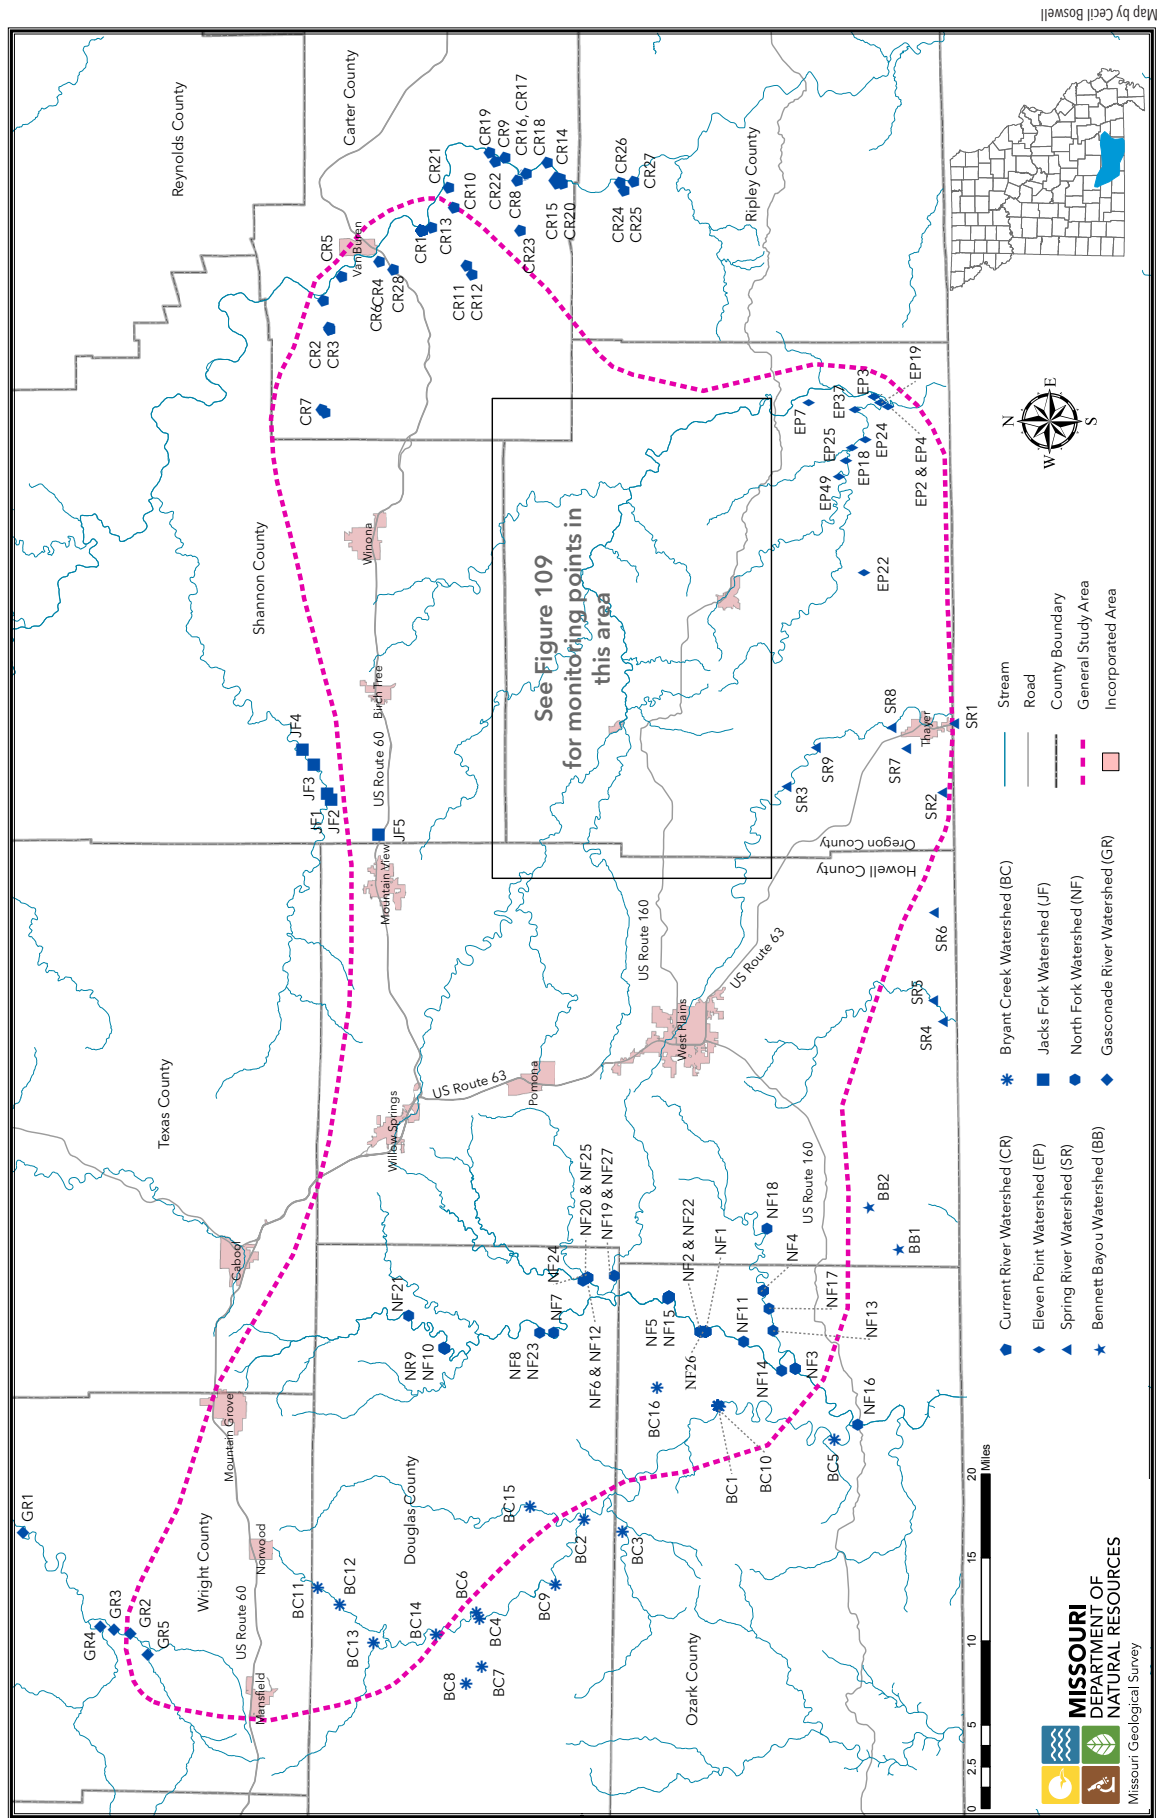 Map by Cecil Boswell
Reynolds County
Carter County
Shannon County
Texas County
Wright County
Douglas County
Ozark County
Ripley County
Howell County
Oregon County
GR1
GR4
GR3
GR2
GR5
US Route 60
Mansfield
Norwood
Mountain Grove
Cabool
Willow Springs
US Route 63
Pomona
Mountain View
US Route 60
Birch Tree
Winona
Van Buren
West Plains
US Route 160
US Route 63
US Route 160
Thayer
JF4
JF3
JF1
JF2
JF5
CR7
CR2
CR3
CR5
CR6
CR4
CR28
CR1
CR13
CR21
CR10
CR11
CR12
CR19
CR9
CR22
CR16, CR17
CR8
CR18
CR14
CR23
CR15
CR20
CR26
CR27
CR24
CR25
See Figure 109
for monitoring points in
this area
EP7
EP37
EP3
EP19
EP25
EP49
EP18
EP24
EP2 & EP4
EP22
SR3
SR9
SR8
SR7
SR1
SR2
SR6
SR5
SR4
BC11
BC12
BC13
BC14
BC6
BC4
BC8
BC7
BC9
BC15
BC2
BC3
BC16
BC1
BC10
BC5
NF21
NR9
NF10
NF8
NF23
NF7
NF24
NF20 & NF25
NF19 & NF27
NF6 & NF12
NF5
NF15
NF2 & NF22
NF1
NF26
NF11
NF18
NF4
NF17
NF13
NF14
NF3
NF16
BB2
BB1
N
W
E
S
0
2.5
5
10
15
20
Miles
Current River Watershed (CR)
Eleven Point Watershed (EP)
Spring River Watershed (SR)
Bennett Bayou Watershed (BB)
Bryant Creek Watershed (BC)
Jacks Fork Watershed (JF)
North Fork Watershed (NF)
Gasconade River Watershed (GR)
Stream
Road
County Boundary
General Study Area
Incorporated Area
MISSOURI
DEPARTMENT OF
NATURAL RESOURCES
Missouri Geological Survey